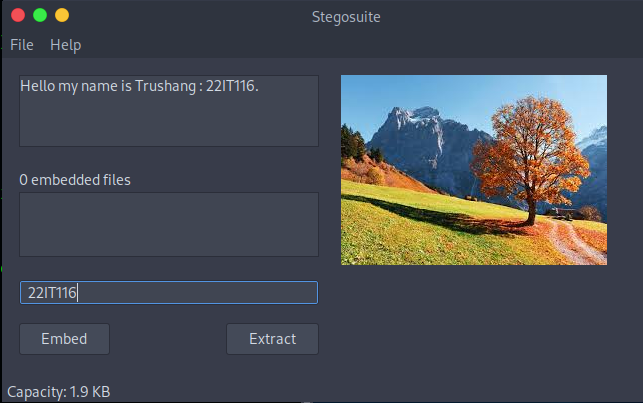 Stegosuite
File Help
Hello my name is Trushang : 22IT116.
0 embedded files
22IT116
Embed Extract
Capacity: 1.9 KB